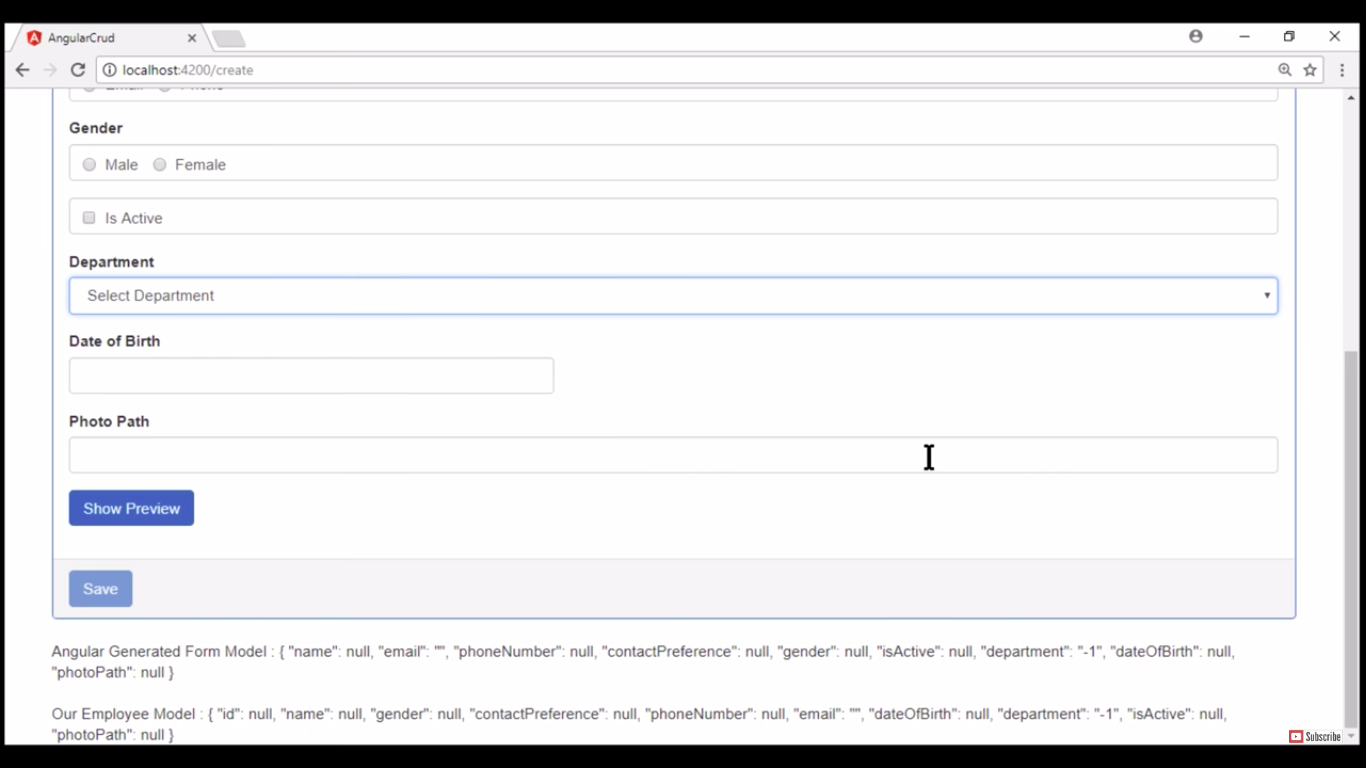 AngularCrud
localhost:4200/create
Email Phone
Gender
Male Female
Is Active
Department
Select Department
Date of Birth
Photo Path
Show Preview
Save
Angular Generated Form Model : { "name": null, "email": "", "phoneNumber": null, "contactPreference": null, "gender": null, "isActive": null, "department": "-1", "dateOfBirth": null,
"photoPath": null }
Our Employee Model : { "id": null, "name": null, "gender": null, "contactPreference": null, "phoneNumber": null, "email": "", "dateOfBirth": null, "department": "-1", "isActive": null,
"photoPath": null }
Subscribe